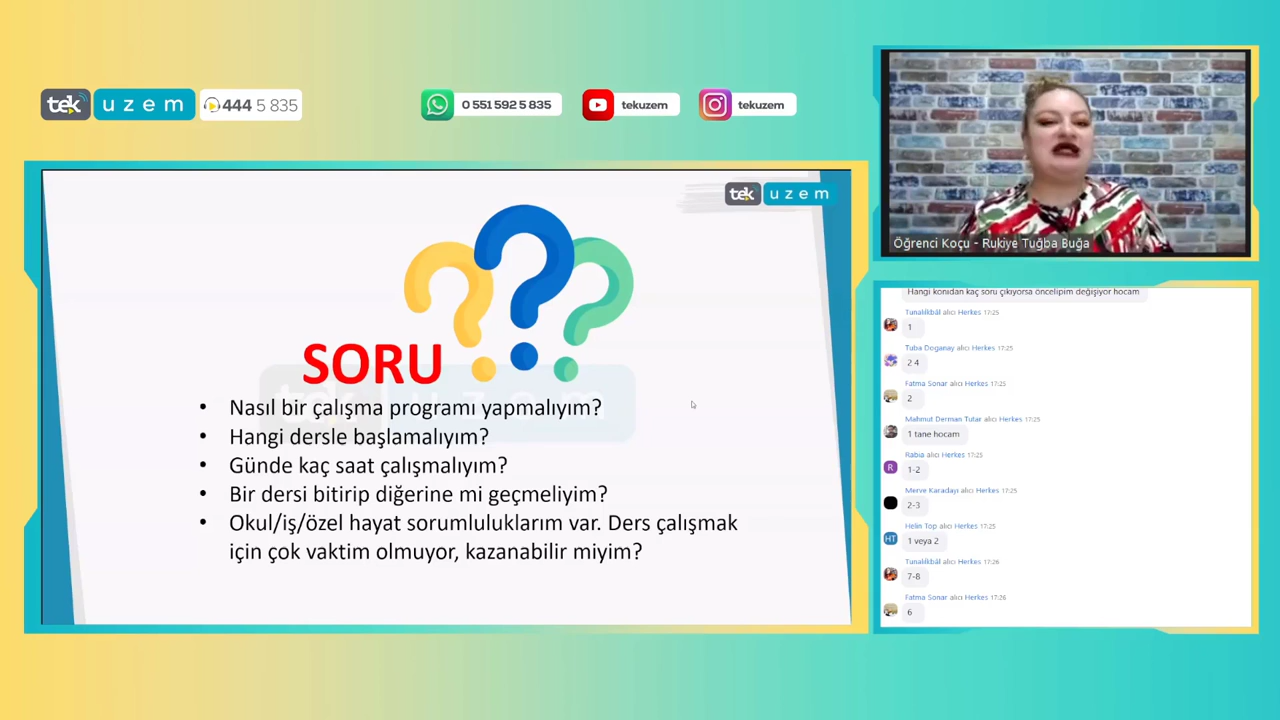 tek uzem 444 5 835
0 551 592 5 835
tekuzem
tekuzem
tek uzem
SORU
• Nasıl bir çalışma programı yapmalıyım?
• Hangi dersle başlamalıyım?
• Günde kaç saat çalışmalıyım?
• Bir dersi bitirip diğerine mi geçmeliyim?
• Okul/iş/özel hayat sorumluluklarım var. Ders çalışmak
için çok vaktim olmuyor, kazanabilir miyim?
Öğrenci Koçu - Rukiye Tuğba Buğa
Hangi konıdan kaç soru çıkıyorsa öncelipim değişiyor hocam
Tunalıkbâl alıcı Herkes 17:25
1
Tuba Doganay alıcı Herkes 17:25
2 4
Fatma Sonar alıcı Herkes 17:25
2
Mahmut Derman Tutar alıcı Herkes 17:25
1 tane hocam
Rabia alıcı Herkes 17:25
R
1-2
Merve Karadayı alıcı Herkes 17:25
2-3
Helin Top alıcı Herkes 17:25
HT
1 veya 2
Tunalıkbâl alıcı Herkes 17:26
7-8
Fatma Sonar alıcı Herkes 17:26
6